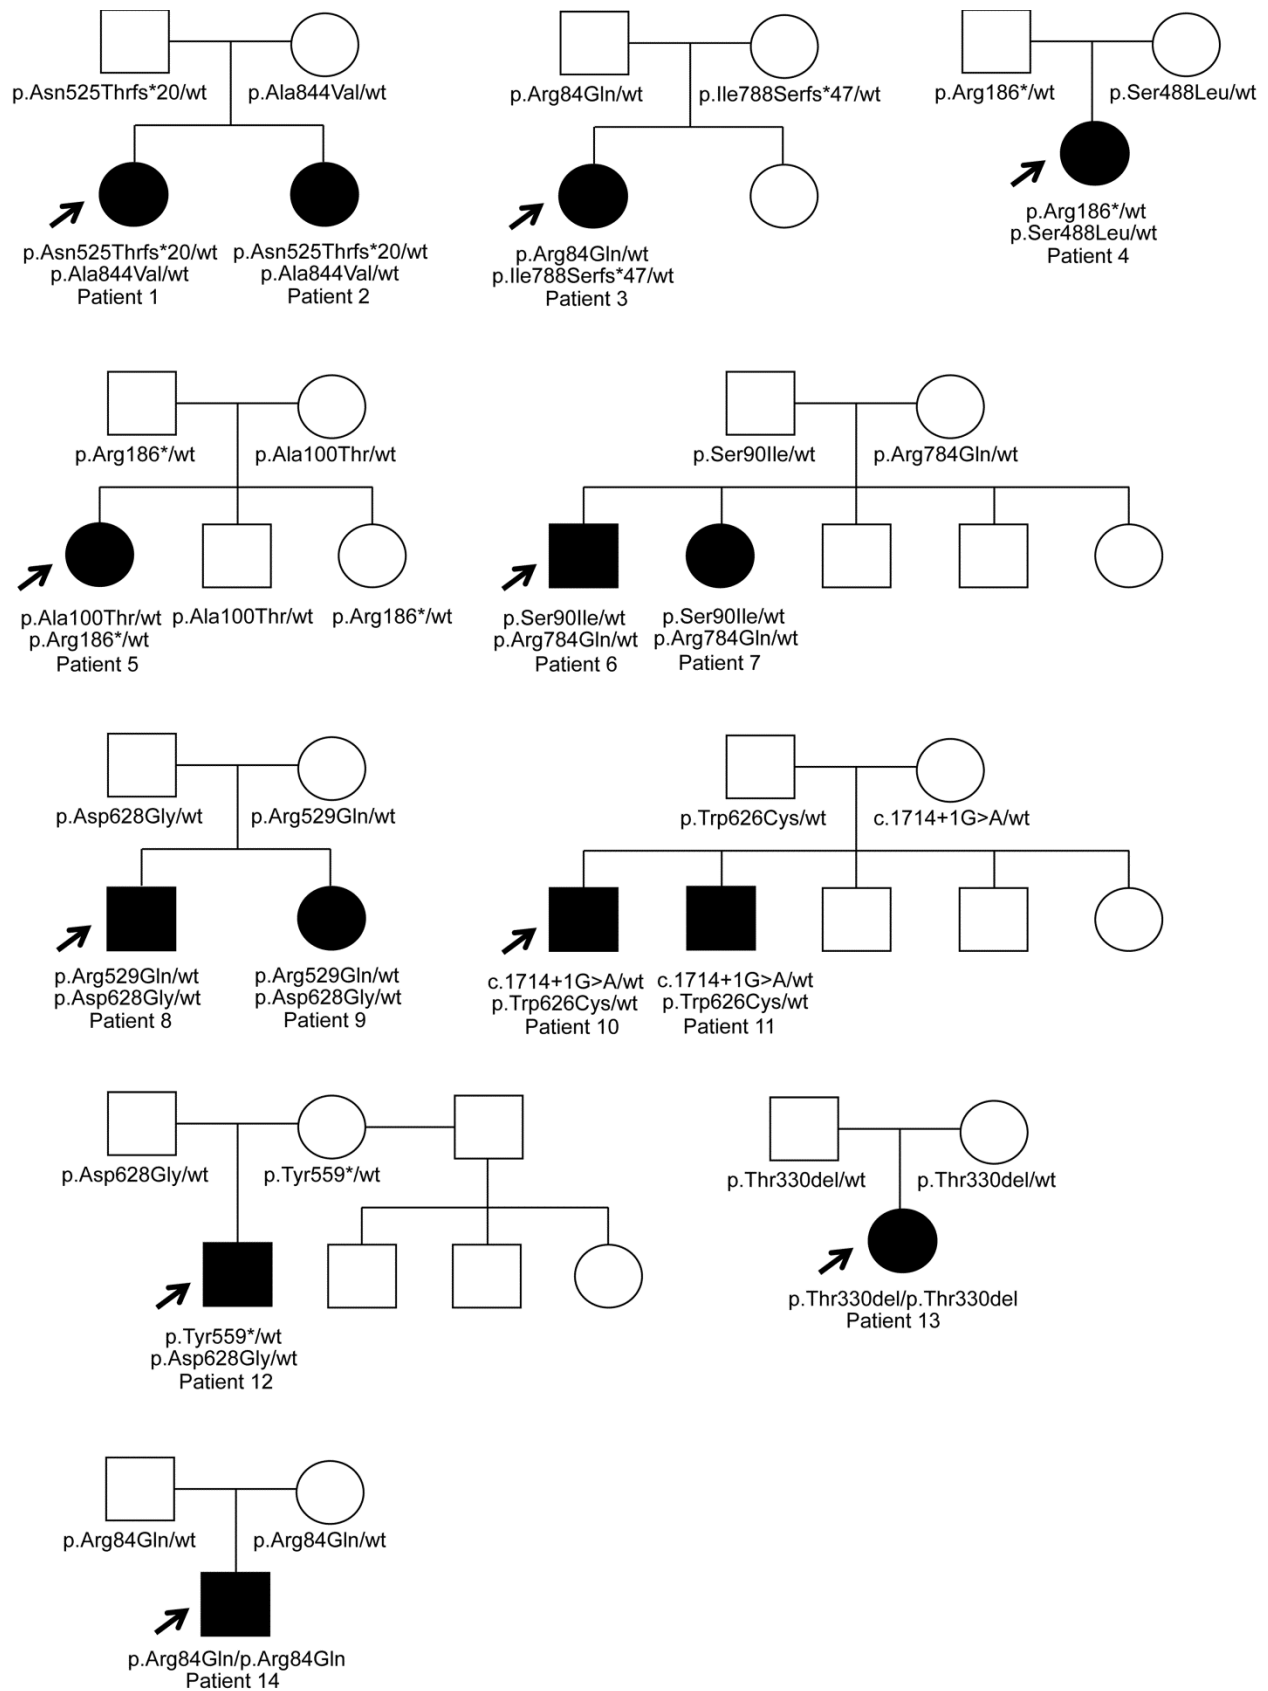 p.Asn525Thrfs*20/wt
p.Ala844Val/wt
p.Asn525Thrfs*20/wt
p.Ala844Val/wt
Patient 1
p.Asn525Thrfs*20/wt
p.Ala844Val/wt
Patient 2
p.Arg84Gln/wt
p.Ile788Serfs*47/wt
p.Arg84Gln/wt
p.Ile788Serfs*47/wt
Patient 3
p.Arg186*/wt
p.Ser488Leu/wt
p.Arg186*/wt
p.Ser488Leu/wt
Patient 4
p.Arg186*/wt
p.Ala100Thr/wt
p.Ala100Thr/wt
p.Arg186*/wt
Patient 5
p.Ala100Thr/wt
p.Arg186*/wt
p.Ser90Ile/wt
p.Arg784Gln/wt
p.Ser90Ile/wt
p.Arg784Gln/wt
Patient 6
p.Ser90Ile/wt
p.Arg784Gln/wt
Patient 7
p.Asp628Gly/wt
p.Arg529Gln/wt
p.Arg529Gln/wt
p.Asp628Gly/wt
Patient 8
p.Arg529Gln/wt
p.Asp628Gly/wt
Patient 9
p.Trp626Cys/wt
c.1714+1G>A/wt
c.1714+1G>A/wt
p.Trp626Cys/wt
Patient 10
c.1714+1G>A/wt
p.Trp626Cys/wt
Patient 11
p.Asp628Gly/wt
p.Tyr559*/wt
p.Tyr559*/wt
p.Asp628Gly/wt
Patient 12
p.Thr330del/wt
p.Thr330del/wt
p.Thr330del/p.Thr330del
Patient 13
p.Arg84Gln/wt
p.Arg84Gln/wt
p.Arg84Gln/p.Arg84Gln
Patient 14